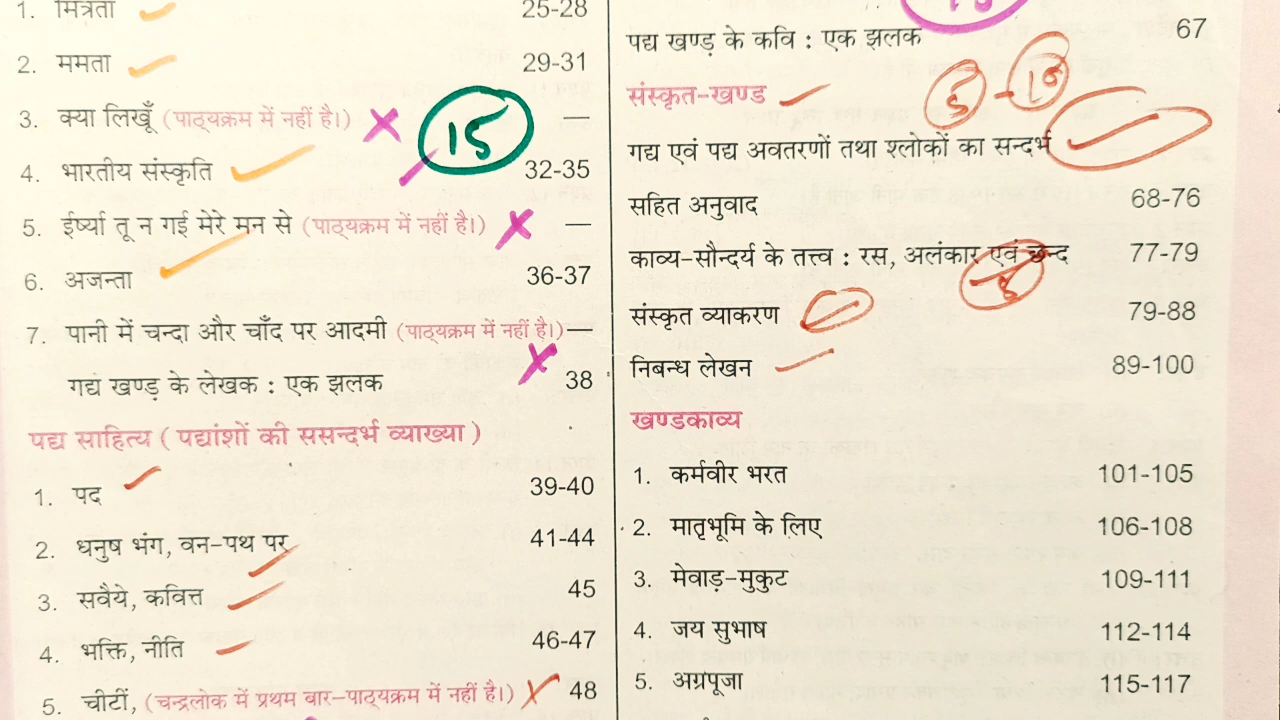 1. मित्रता 25-28
2. ममता 29-31
3. क्या लिखूँ (पाठ्यक्रम में नहीं है।) —
15
4. भारतीय संस्कृति 32-35
5. ईर्ष्या तू न गई मेरे मन से (पाठ्यक्रम में नहीं है।) —
6. अजन्ता 36-37
7. पानी में चन्दा और चाँद पर आदमी (पाठ्यक्रम में नहीं है।) —
गद्य खण्ड़ के लेखक : एक झलक 38
पद्य साहित्य ( पद्यांशों की ससन्दर्भ व्याख्या )
1. पद 39-40
2. धनुष भंग, वन-पथ पर 41-44
3. सवैये, कवित्त 45
4. भक्ति, नीति 46-47
5. चीटीं, (चन्द्रलोक में प्रथम बार-पाठ्यक्रम में नहीं है।) 48
पद्य खण्ड़ के कवि : एक झलक 67
संस्कृत-खण्ड
गद्य एवं पद्य अवतरणों तथा श्लोकों का सन्दर्भ
सहित अनुवाद 68-76
काव्य-सौन्दर्य के तत्त्व : रस, अलंकार एवं छन्द 77-79
संस्कृत व्याकरण 79-88
निबन्ध लेखन 89-100
खण्डकाव्य
1. कर्मवीर भरत 101-105
2. मातृभूमि के लिए 106-108
3. मेवाड़-मुकुट 109-111
4. जय सुभाष 112-114
5. अग्रपूजा 115-117